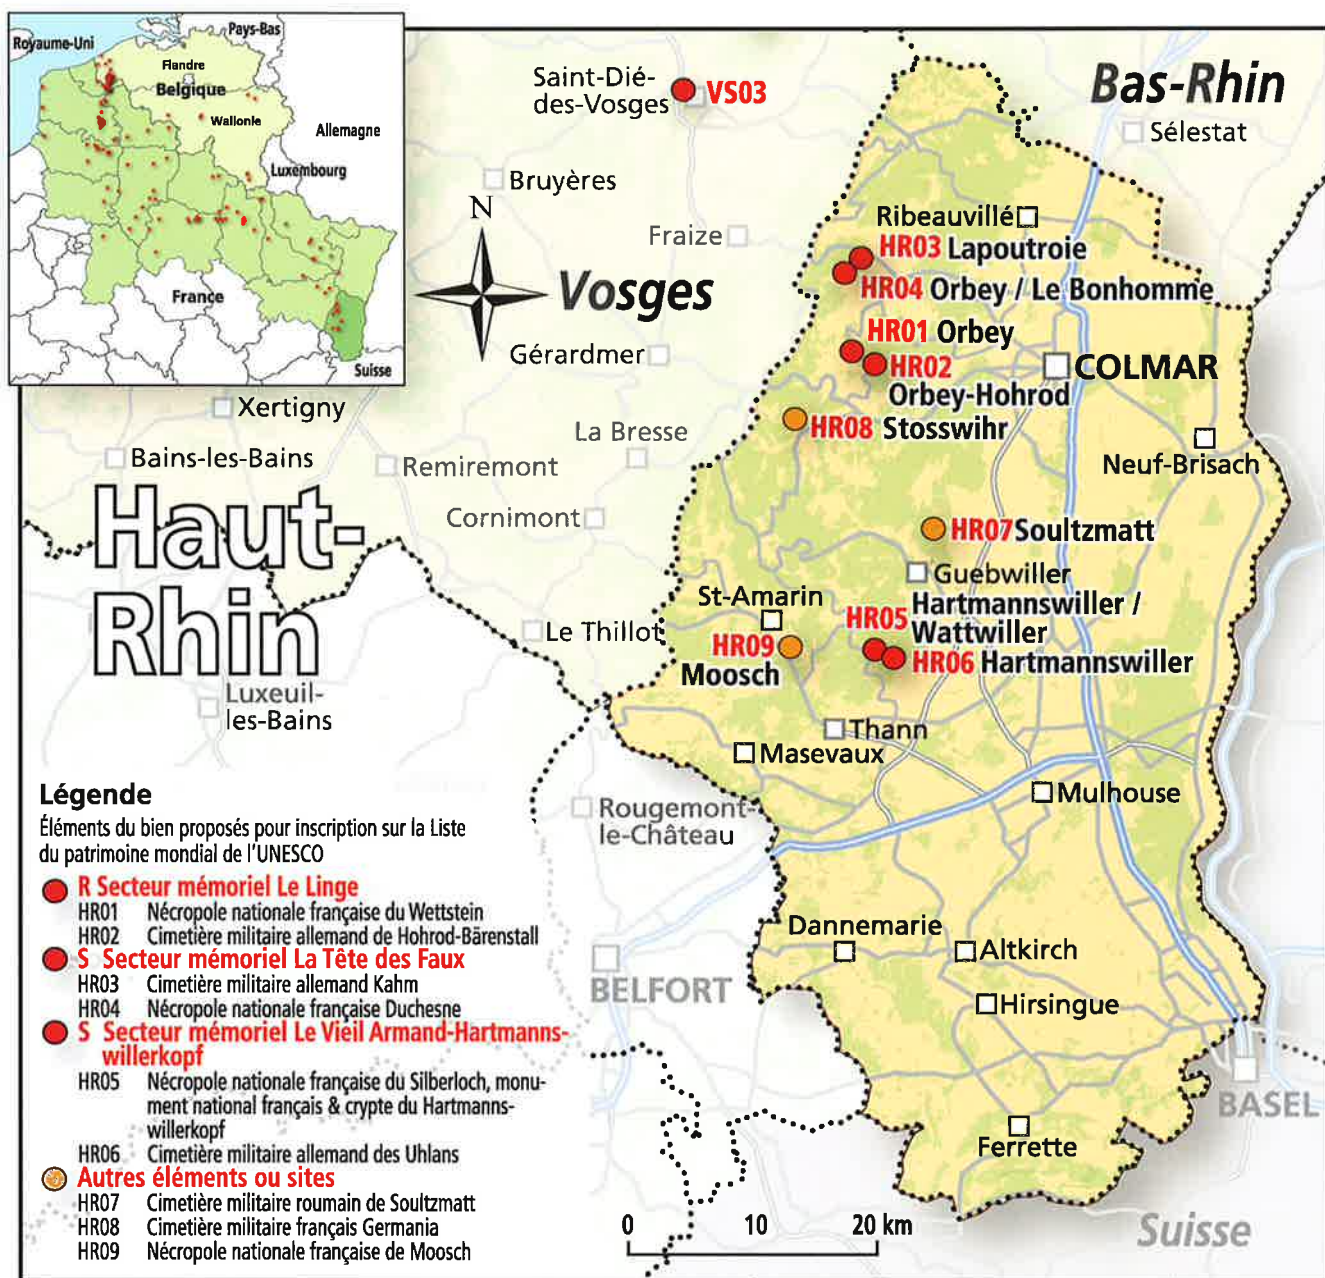 Royaume-Uni
Pays-Bas
Flandre
Belgique
Wallonie
Allemagne
Luxembourg
France
Suisse
Saint-Dié-
des-Vosges
VS03
Bas-Rhin
Sélestat
Bruyères
N
Fraize
Ribeauvillé
HR03 Lapoutroie
HR04 Orbey / Le Bonhomme
Vosges
HR01 Orbey
Gérardmer
HR02
Orbey-Hohrod
COLMAR
Xertigny
HR08 Stosswihr
La Bresse
Neuf-Brisach
Bains-les-Bains
Remiremont
Cornimont
Haut-
Rhin
HR07 Soultzmatt
Guebwiller
St-Amarin
HR05 Hartmannswiller /
Wattwiller
HR06 Hartmannswiller
Le Thillot
HR09
Moosch
Luxeuil-
les-Bains
Thann
Masevaux
Mulhouse
Rougemont-
le-Château
Dannemarie
Altkirch
BELFORT
Hirsingue
BASEL
Ferrette
Suisse
0 10 20 km
Légende
Éléments du bien proposés pour inscription sur la Liste
du patrimoine mondial de l'UNESCO
R Secteur mémoriel Le Linge
HR01 Nécropole nationale française du Wettstein
HR02 Cimetière militaire allemand de Hohrod-Bärenstall
S Secteur mémoriel La Tête des Faux
HR03 Cimetière militaire allemand Kahm
HR04 Nécropole nationale française Duchesne
S Secteur mémoriel Le Vieil Armand-Hartmanns-
willerkopf
HR05 Nécropole nationale française du Silberloch, monu-
ment national français & crypte du Hartmanns-
willerkopf
HR06 Cimetière militaire allemand des Uhlans
Autres éléments ou sites
HR07 Cimetière militaire roumain de Soultzmatt
HR08 Cimetière militaire français Germania
HR09 Nécropole nationale française de Moosch